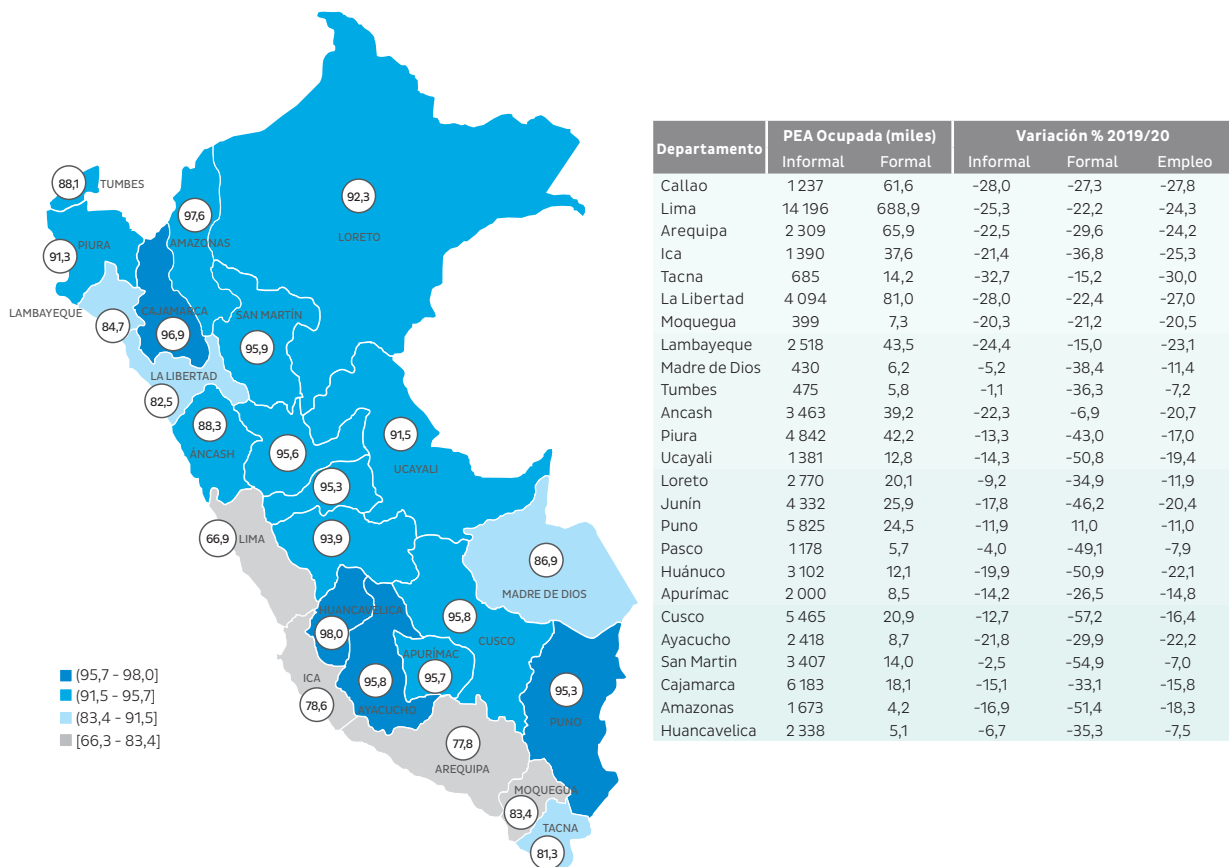 88,1 TUMBES
97,6
AMAZONAS
92,3
LORETO
PIURA
91,3
LAMBAYEQUE
84,7
CAJAMARCA
96,9
SAN MARTÍN
95,9
LA LIBERTAD
82,5
88,3
ÁNCASH
95,6
91,5
UCAYALI
95,3
66,9 LIMA
93,9
86,9
MADRE DE DIOS
HUANCAVELICA
98,0
95,8
CUSCO
APURÍMAC
95,7
ICA
78,6
95,8
AYACUCHO
95,3
PUNO
77,8
AREQUIPA
MOQUEGUA
83,4
TACNA
81,3
(95,7 - 98,0]
(91,5 - 95,7]
(83,4 - 91,5]
[66,3 - 83,4]
Departamento PEA Ocupada (miles) Variación % 2019/20
Informal Formal Informal Formal Empleo
Callao 1 237 61,6 -28,0 -27,3 -27,8
Lima 14 196 688,9 -25,3 -22,2 -24,3
Arequipa 2 309 65,9 -22,5 -29,6 -24,2
Ica 1 390 37,6 -21,4 -36,8 -25,3
Tacna 685 14,2 -32,7 -15,2 -30,0
La Libertad 4 094 81,0 -28,0 -22,4 -27,0
Moquegua 399 7,3 -20,3 -21,2 -20,5
Lambayeque 2 518 43,5 -24,4 -15,0 -23,1
Madre de Dios 430 6,2 -5,2 -38,4 -11,4
Tumbes 475 5,8 -1,1 -36,3 -7,2
Ancash 3 463 39,2 -22,3 -6,9 -20,7
Piura 4 842 42,2 -13,3 -43,0 -17,0
Ucayali 1 381 12,8 -14,3 -50,8 -19,4
Loreto 2 770 20,1 -9,2 -34,9 -11,9
Junín 4 332 25,9 -17,8 -46,2 -20,4
Puno 5 825 24,5 -11,9 11,0 -11,0
Pasco 1 178 5,7 -4,0 -49,1 -7,9
Huánuco 3 102 12,1 -19,9 -50,9 -22,1
Apurímac 2 000 8,5 -14,2 -26,5 -14,8
Cusco 5 465 20,9 -12,7 -57,2 -16,4
Ayacucho 2 418 8,7 -21,8 -29,9 -22,2
San Martin 3 407 14,0 -2,5 -54,9 -7,0
Cajamarca 6 183 18,1 -15,1 -33,1 -15,8
Amazonas 1 673 4,2 -16,9 -51,4 -18,3
Huancavelica 2 338 5,1 -6,7 -35,3 -7,5